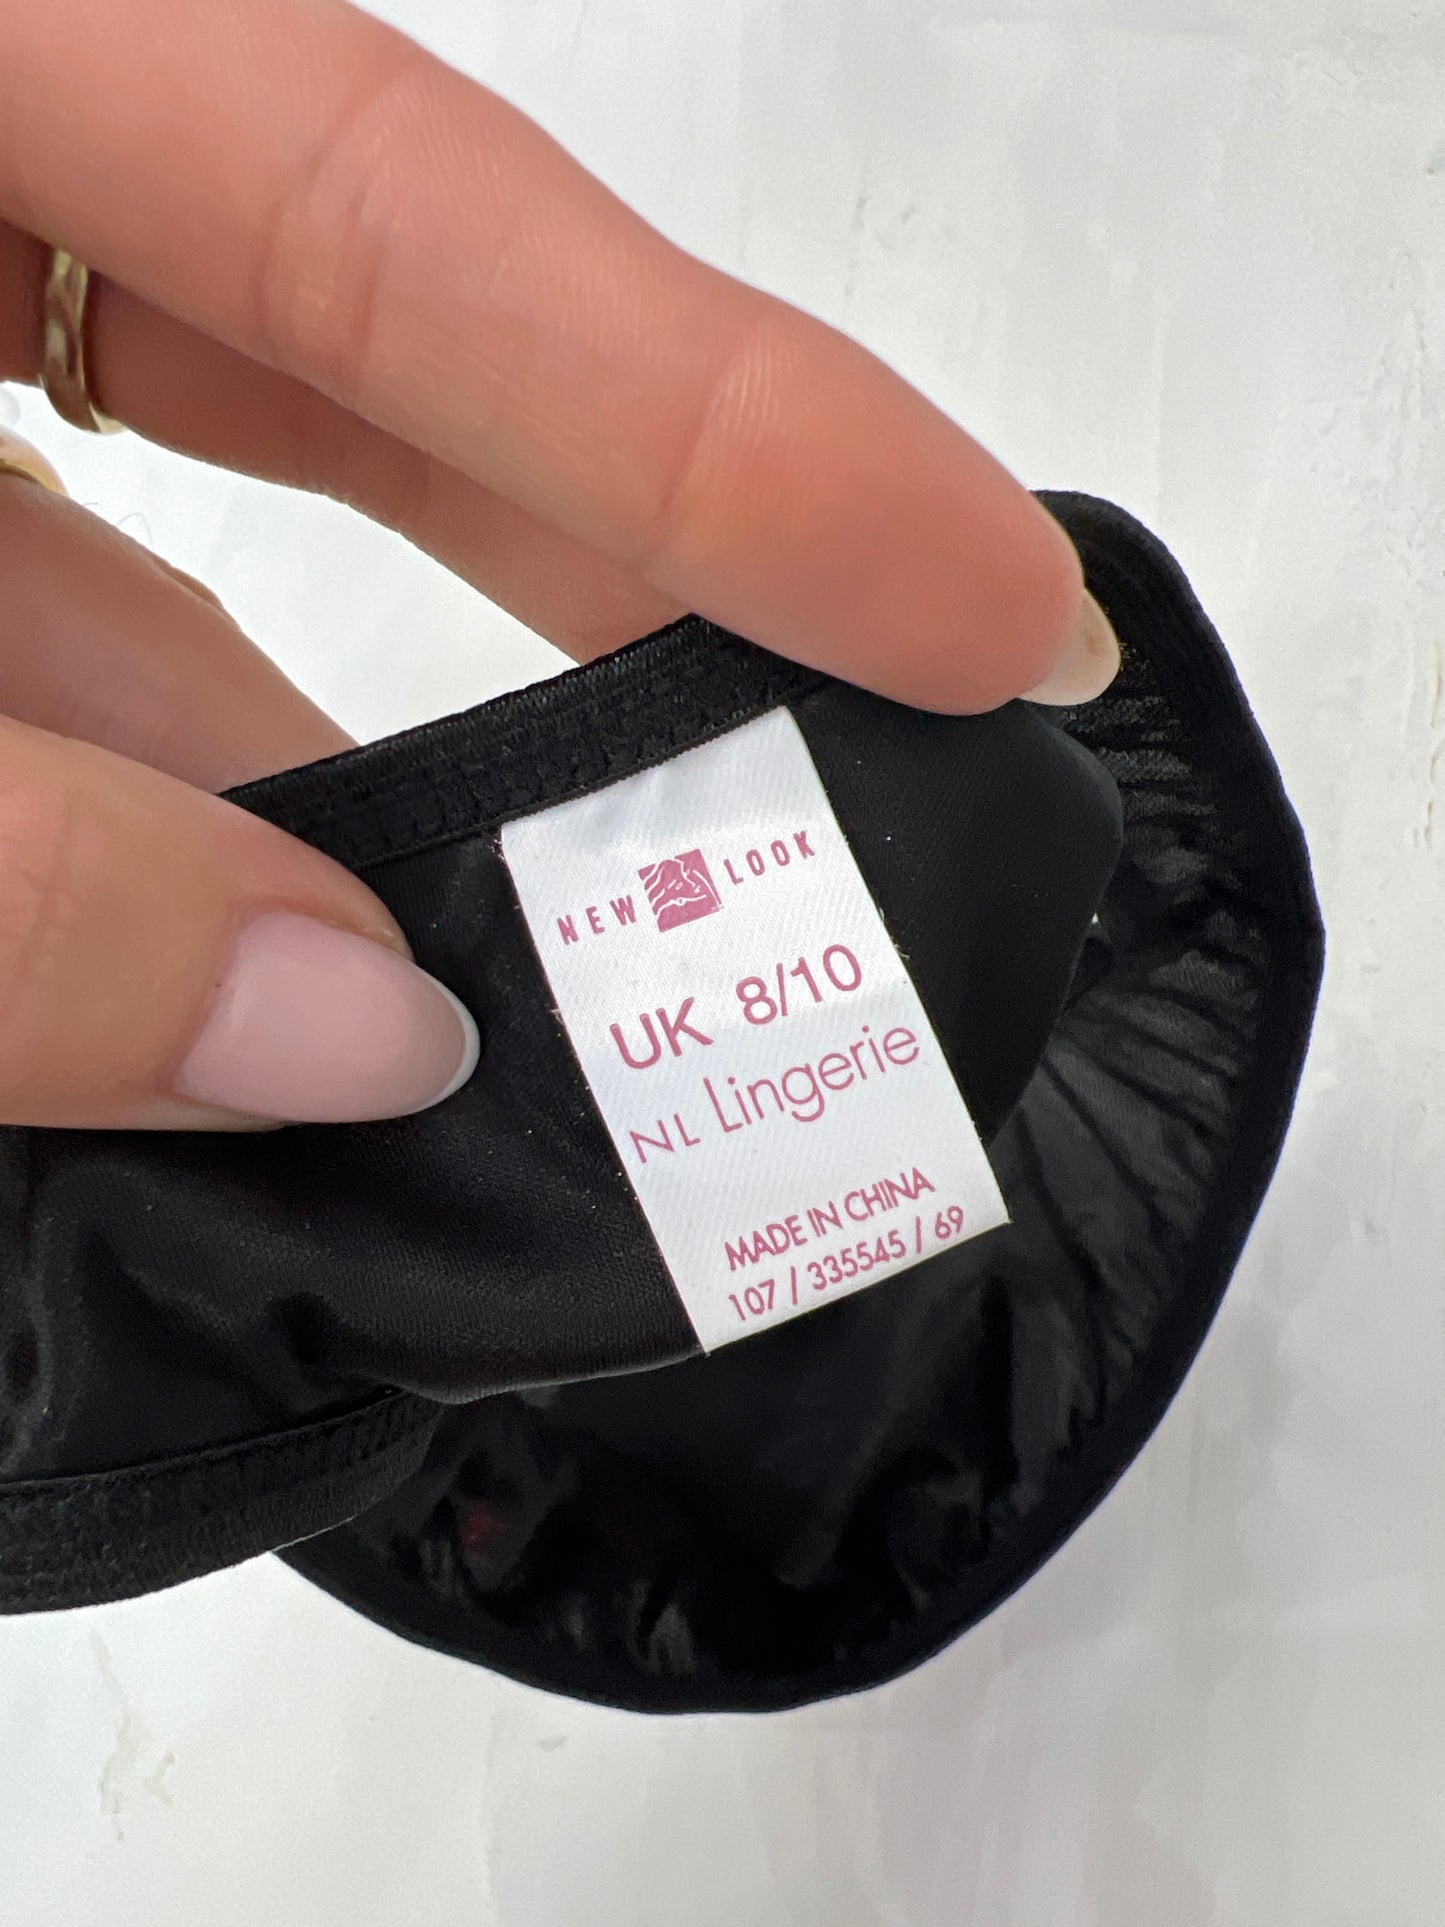 NEW LOOK
UK 8/10
NL Lingerie
MADE IN CHINA
107 / 335545 / 69